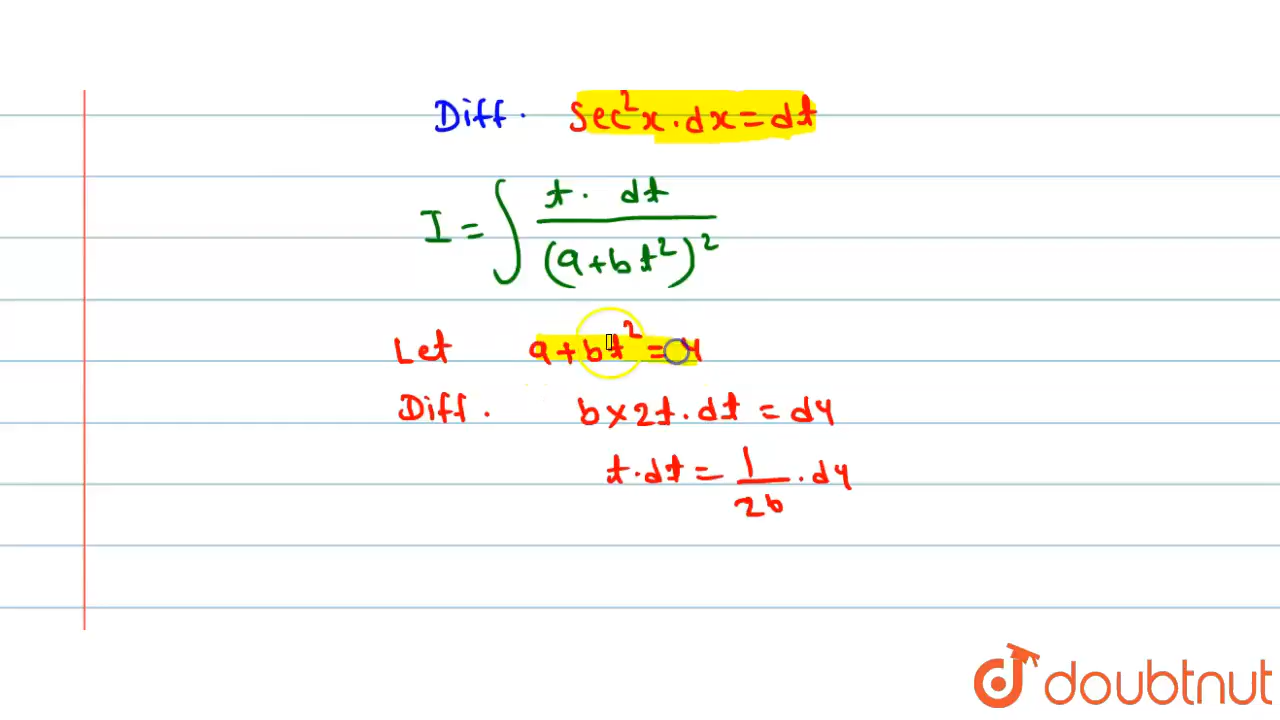 Diff. Sec²x.dx = dt
I = ∫ t. dt / (a+bt²)²
Let a+bt² = y
Diff. b×2t.dt = dy
t.dt = 1/2b . dy
doubtnut